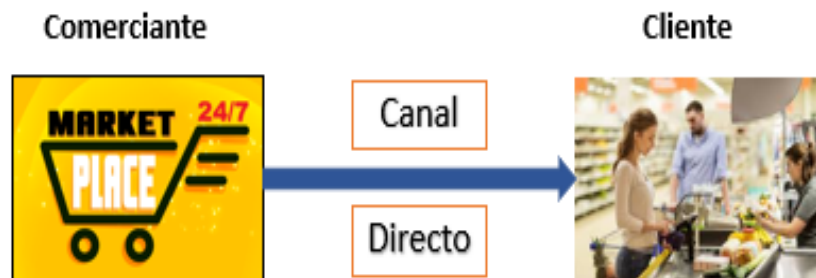 Comerciante
Cliente
MARKET 24/7
PLACE
Canal
Directo